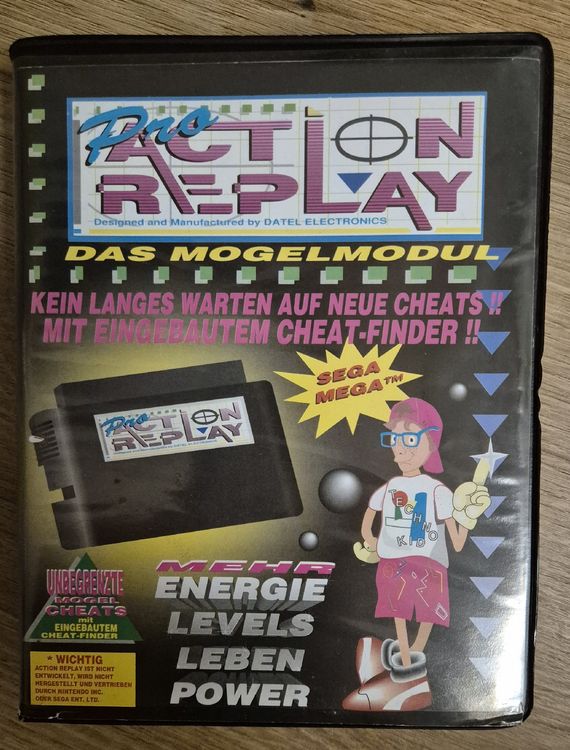 Pro
ACTION
REPLAY
Designed and Manufactured by DATEL ELECTRONICS
DAS MOGELMODUL
KEIN LANGES WARTEN AUF NEUE CHEATS !!
MIT EINGEBAUTEM CHEAT-FINDER !!
SEGA
MEGA™
Pro
ACTION
REPLAY
TECHNO
KID
UNBEGRENZTE
MOGEL
CHEATS
mit
EINGEBAUTEM
CHEAT-FINDER
MEHR
ENERGIE
LEVELS
LEBEN
POWER
* WICHTIG
ACTION REPLAY IST NICHT
ENTWICKELT, WIRD NICHT
HERGESTELLT UND VERTRIEBEN
DURCH NINTENDO INC.
ODER SEGA ENT. LTD.